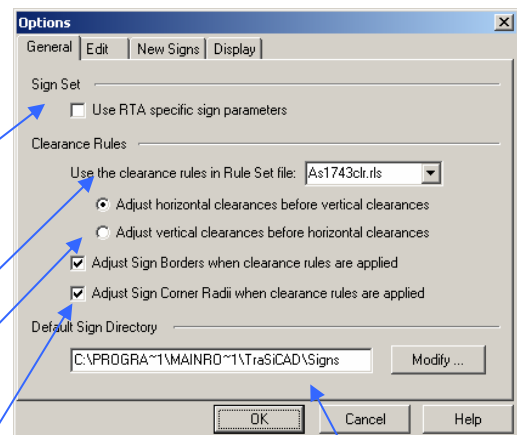 Options
General Edit New Signs Display
Sign Set
Use RTA specific sign parameters
Clearance Rules
Use the clearance rules in Rule Set file: As1743clr.rls
Adjust horizontal clearances before vertical clearances
Adjust vertical clearances before horizontal clearances
Adjust Sign Borders when clearance rules are applied
Adjust Sign Corner Radii when clearance rules are applied
Default Sign Directory
C:\PROGRA~1\MAINRO~1\TraSiCAD\Signs Modify ...
OK Cancel Help